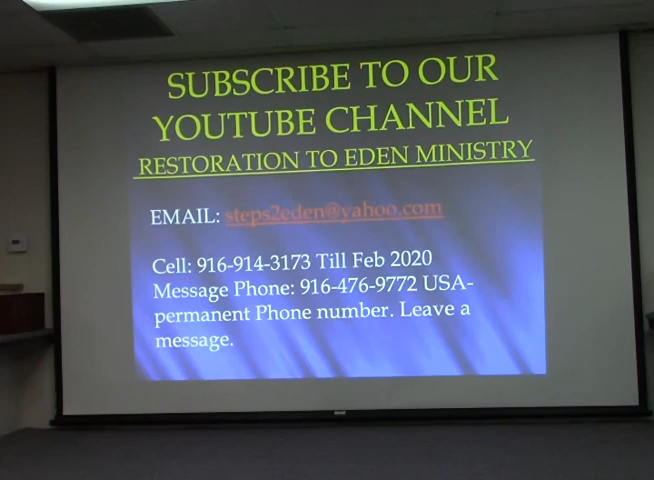 SUBSCRIBE TO OUR
YOUTUBE CHANNEL
RESTORATION TO EDEN MINISTRY
EMAIL: steps2eden@yahoo.com
Cell: 916-914-3173 Till Feb 2020
Message Phone: 916-476-9772 USA-
permanent Phone number. Leave a
message.